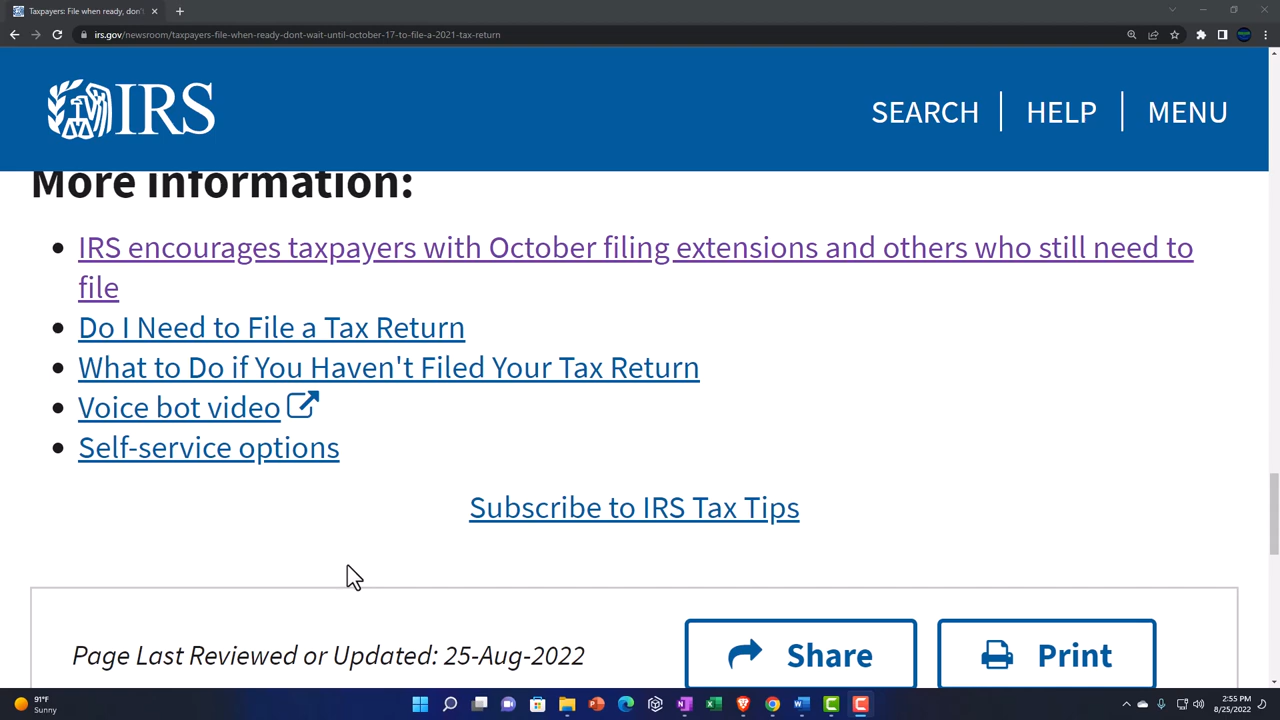 Taxpayers: File when ready, don't
irs.gov/newsroom/taxpayers-file-when-ready-dont-wait-until-october-17-to-file-a-2021-tax-return
IRS
SEARCH
HELP
MENU
More information:
IRS encourages taxpayers with October filing extensions and others who still need to
file
Do I Need to File a Tax Return
What to Do if You Haven't Filed Your Tax Return
Voice bot video
Self-service options
Subscribe to IRS Tax Tips
Page Last Reviewed or Updated: 25-Aug-2022
Share
Print
91°F
Sunny
2:55 PM
8/25/2022